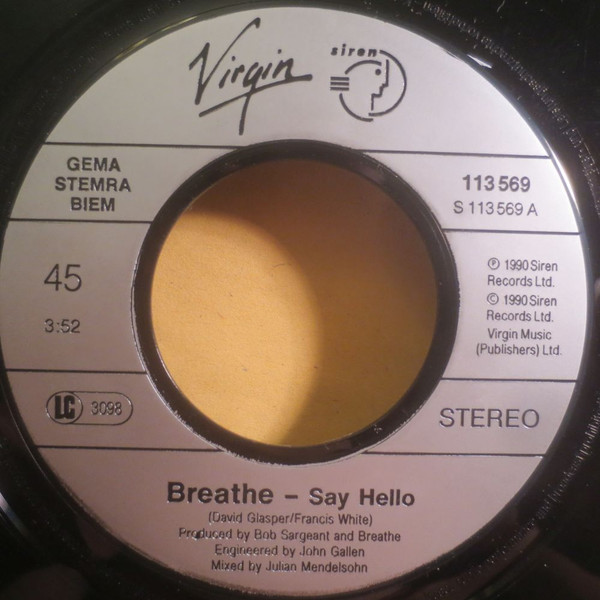 Virgin
siren
GEMA
STEMRA
BIEM
113 569
S 113 569 A
45
3:52
℗ 1990 Siren
Records Ltd.
© 1990 Siren
Records Ltd.
Virgin Music
(Publishers) Ltd.
LC 3098
STEREO
Breathe – Say Hello
(David Glasper/Francis White)
Produced by Bob Sargeant and Breathe
Engineered by John Gallen
Mixed by Julian Mendelsohn